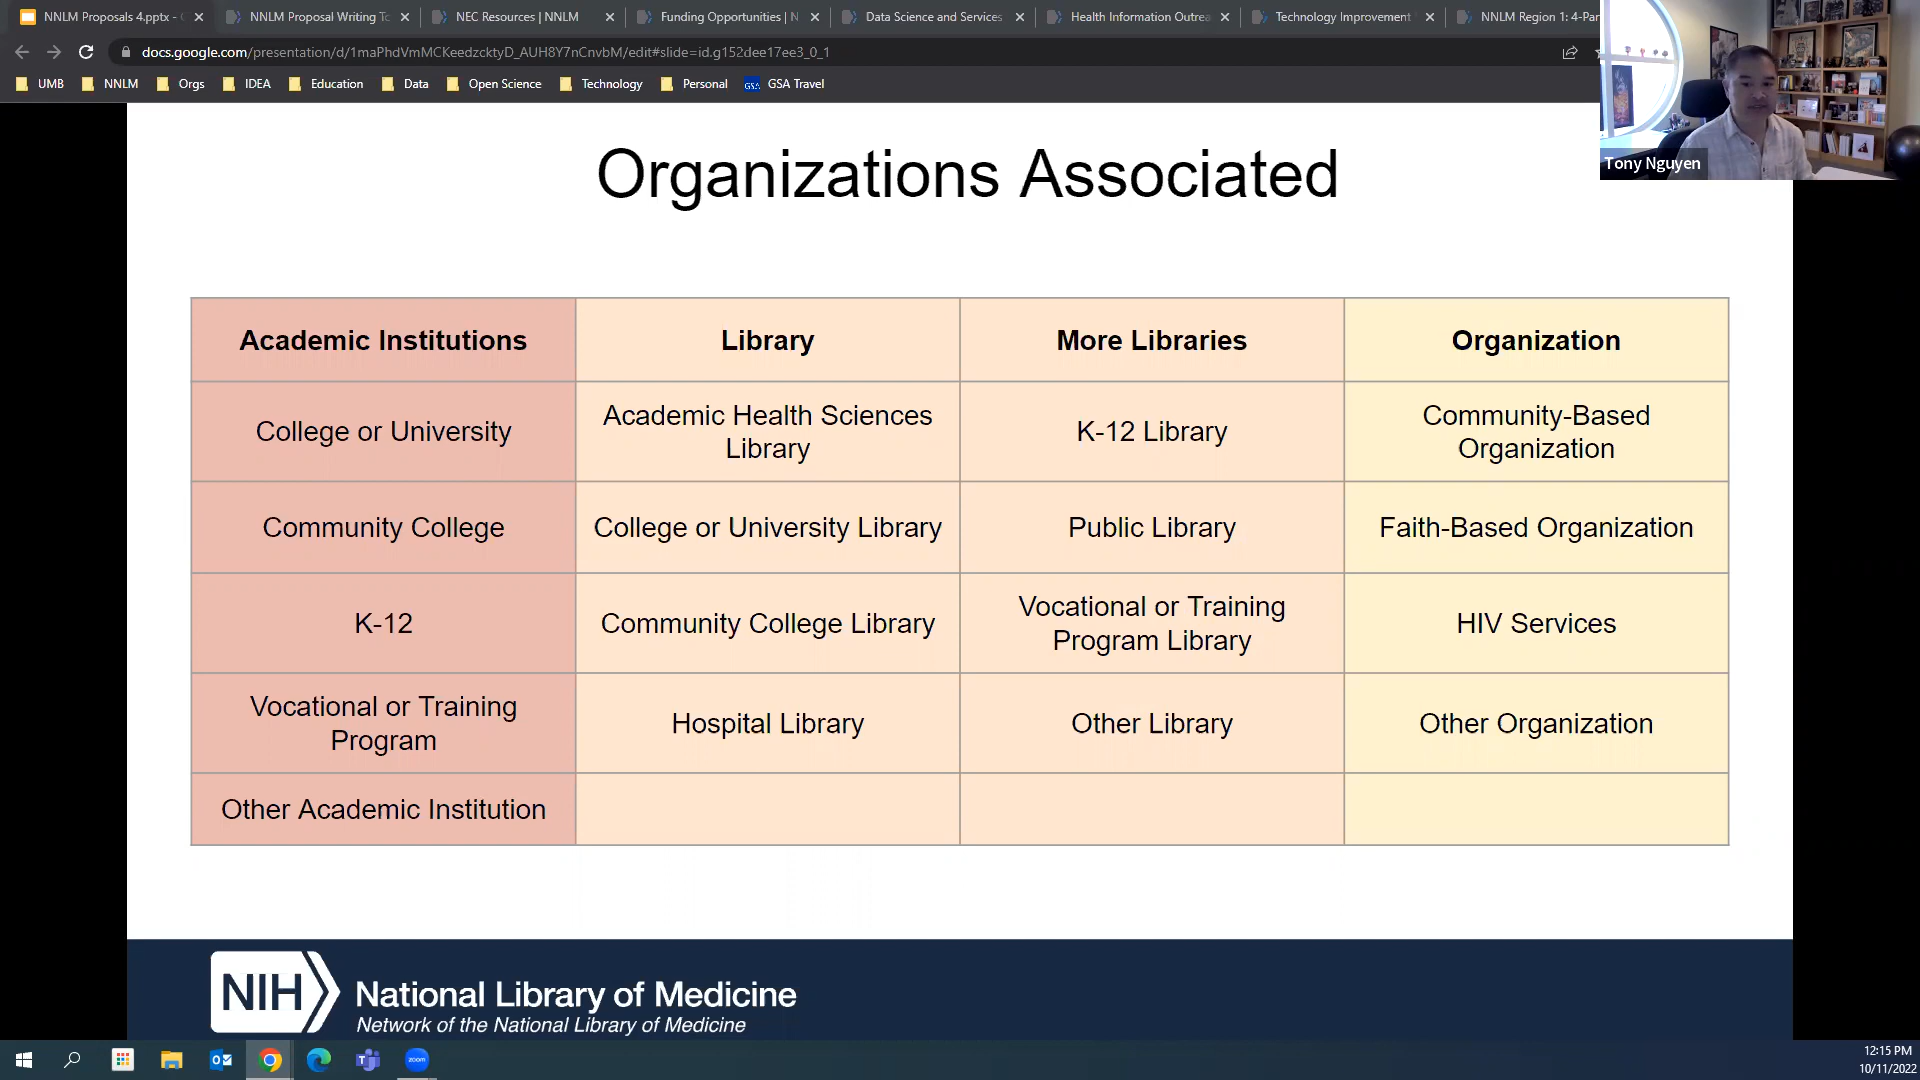 NNLM Proposals 4.pptx -
NNLM Proposal Writing To
NEC Resources | NNLM
Funding Opportunities | N
Data Science and Services
Health Information Outrea
Technology Improvement
NNLM Region 1: 4-Par
docs.google.com/presentation/d/1maPhdVmMCKeedzcktyD_AUH8Y7nCnvbM/edit#slide=id.g152dee17ee3_0_1
UMB
NNLM
Orgs
IDEA
Education
Data
Open Science
Technology
Personal
GSA
GSA Travel
Tony Nguyen
Organizations Associated
Academic Institutions
Library
More Libraries
Organization
College or University
Academic Health Sciences
Library
K-12 Library
Community-Based
Organization
Community College
College or University Library
Public Library
Faith-Based Organization
K-12
Community College Library
Vocational or Training
Program Library
HIV Services
Vocational or Training
Program
Hospital Library
Other Library
Other Organization
Other Academic Institution
NIH
National Library of Medicine
Network of the National Library of Medicine
zoom
12:15 PM
10/11/2022